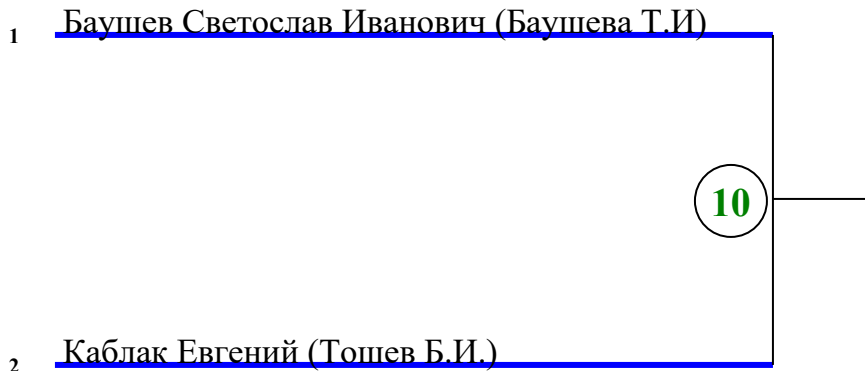 1 Баушев Светослав Иванович (Баушева Т.И)
10
2 Каблак Евгений (Тошев Б.И.)